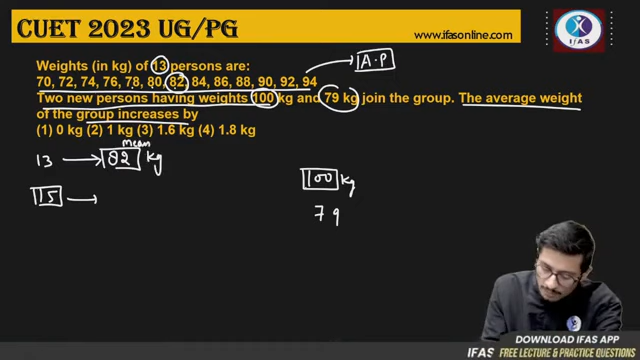 CUET 2023 UG/PG
www.ifasonline.com
iFAS
Weights (in kg) of 13 persons are:
70, 72, 74, 76, 78, 80, 82, 84, 86, 88, 90, 92, 94
A.P
Two new persons having weights 100 kg and 79 kg join the group. The average weight
of the group increases by
(1) 0 kg (2) 1 kg (3) 1.6 kg (4) 1.8 kg
mean
13 → 82 kg
15 →
100 kg
79
DOWNLOAD IFAS APP
IFAS FREE LECTURE & PRACTICE QUESTIONS